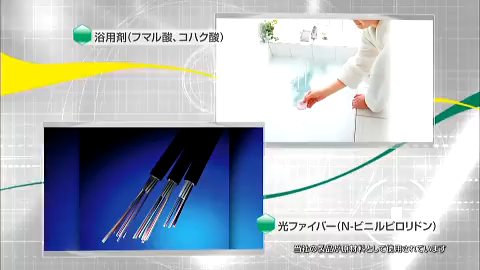 浴用剤(フマル酸、コハク酸)
光ファイバー(N-ビニルピロリドン)
当社の製品が原材料として使用されています